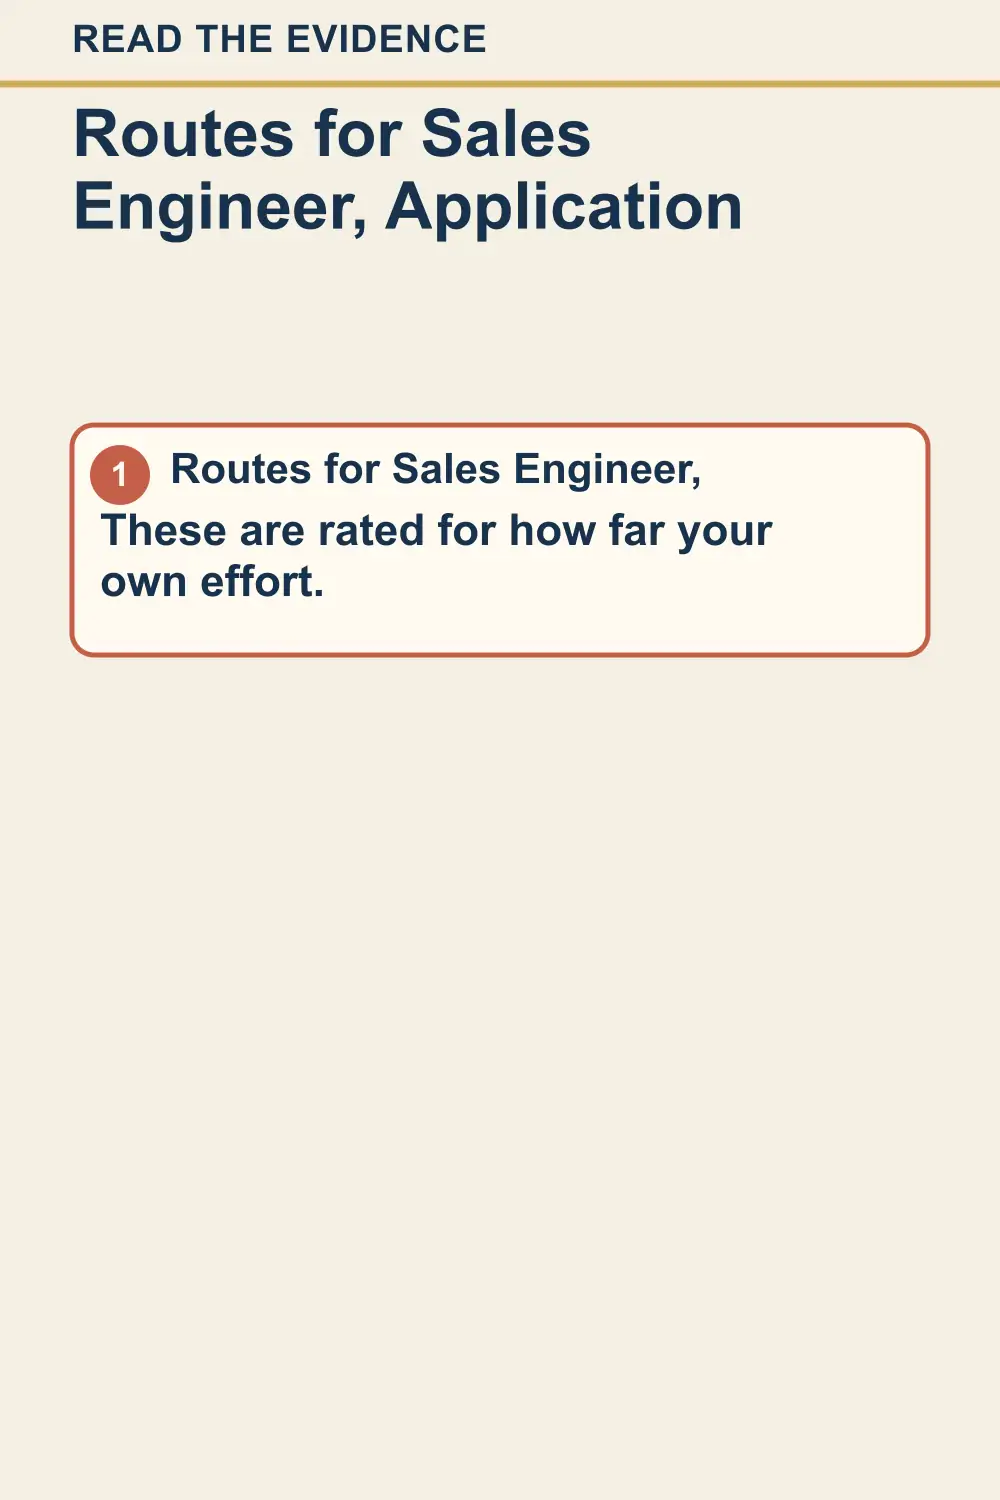 READ THE EVIDENCE
Routes for Sales
Engineer, Application
1 Routes for Sales Engineer,
These are rated for how far your
own effort.